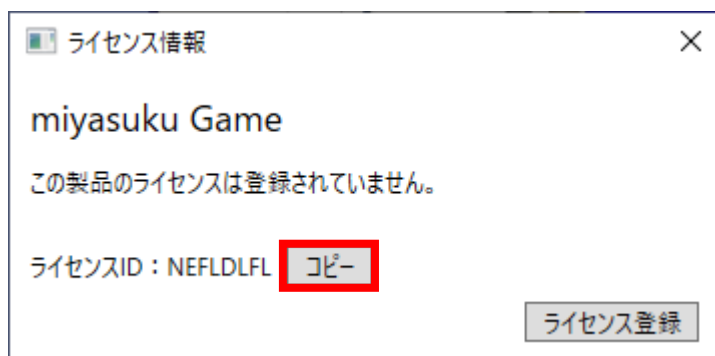 ライセンス情報
miyasuku Game
この製品のライセンスは登録されていません。
ライセンスID：NEFLDLFL コピー
ライセンス登録